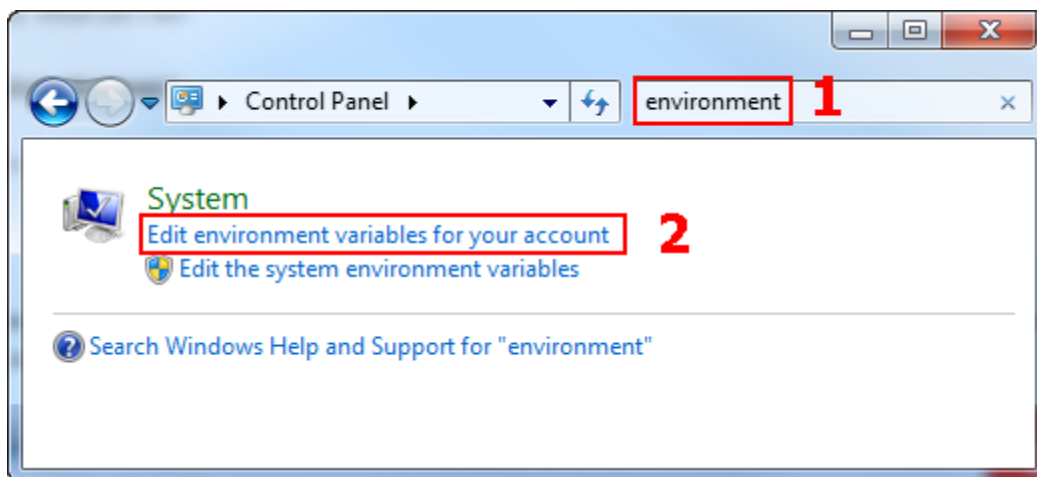 Control Panel
environment
1
System
Edit environment variables for your account
2
Edit the system environment variables
Search Windows Help and Support for "environment"